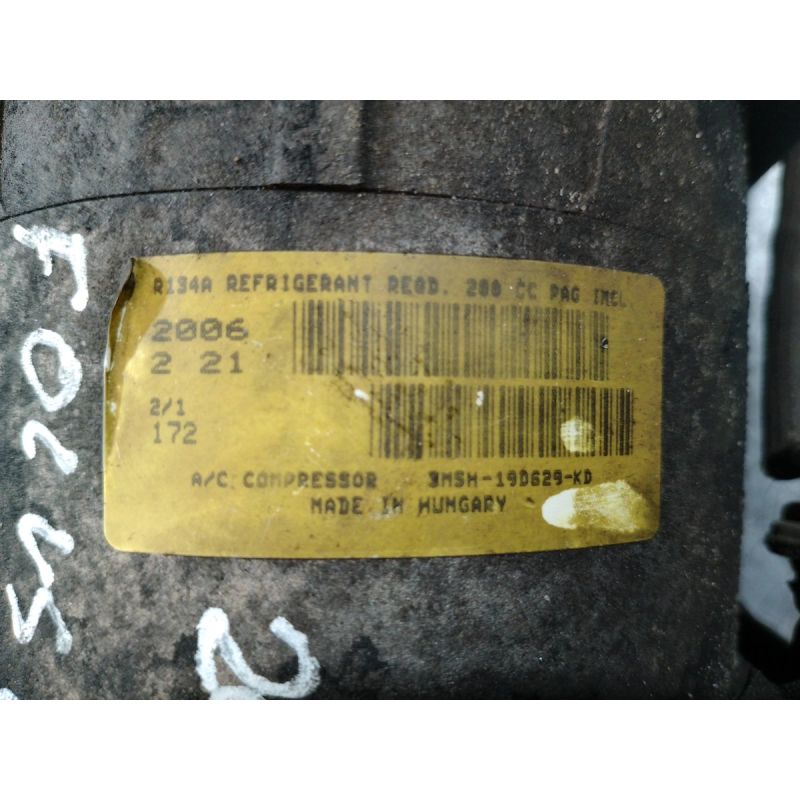 R134A REFRIGERANT REQD. 200 CC PAG INCL.
2006
2 21
2/1
172
A/C COMPRESSOR 3M5H-19D629-KD
MADE IN HUNGARY